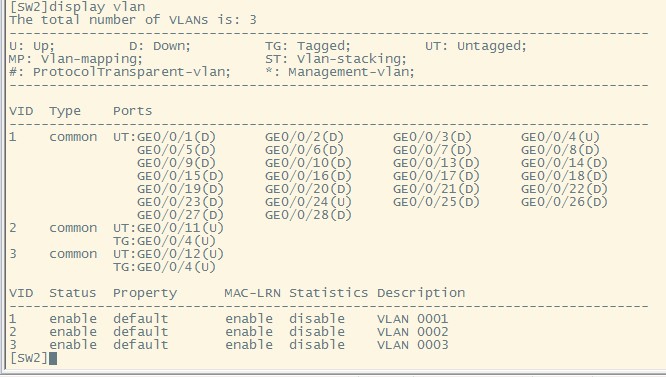 [SW2]display vlan
The total number of VLANs is: 3
--------------------------------------------------------------------------------
U: Up;         D: Down;         TG: Tagged;         UT: Untagged;
MP: Vlan-mapping;               ST: Vlan-stacking;
#: ProtocolTransparent-vlan;    *: Management-vlan;
--------------------------------------------------------------------------------
VID  Type    Ports
--------------------------------------------------------------------------------
1    common  UT:GE0/0/1(D)      GE0/0/2(D)      GE0/0/3(D)      GE0/0/4(U)
                GE0/0/5(D)      GE0/0/6(D)      GE0/0/7(D)      GE0/0/8(D)
                GE0/0/9(D)      GE0/0/10(D)     GE0/0/13(D)     GE0/0/14(D)
                GE0/0/15(D)     GE0/0/16(D)     GE0/0/17(D)     GE0/0/18(D)
                GE0/0/19(D)     GE0/0/20(D)     GE0/0/21(D)     GE0/0/22(D)
                GE0/0/23(D)     GE0/0/24(U)     GE0/0/25(D)     GE0/0/26(D)
                GE0/0/27(D)     GE0/0/28(D)
2    common  UT:GE0/0/11(U)
             TG:GE0/0/4(U)
3    common  UT:GE0/0/12(U)
             TG:GE0/0/4(U)
VID  Status  Property      MAC-LRN Statistics Description
--------------------------------------------------------------------------------
1    enable  default       enable  disable    VLAN 0001
2    enable  default       enable  disable    VLAN 0002
3    enable  default       enable  disable    VLAN 0003
[SW2]